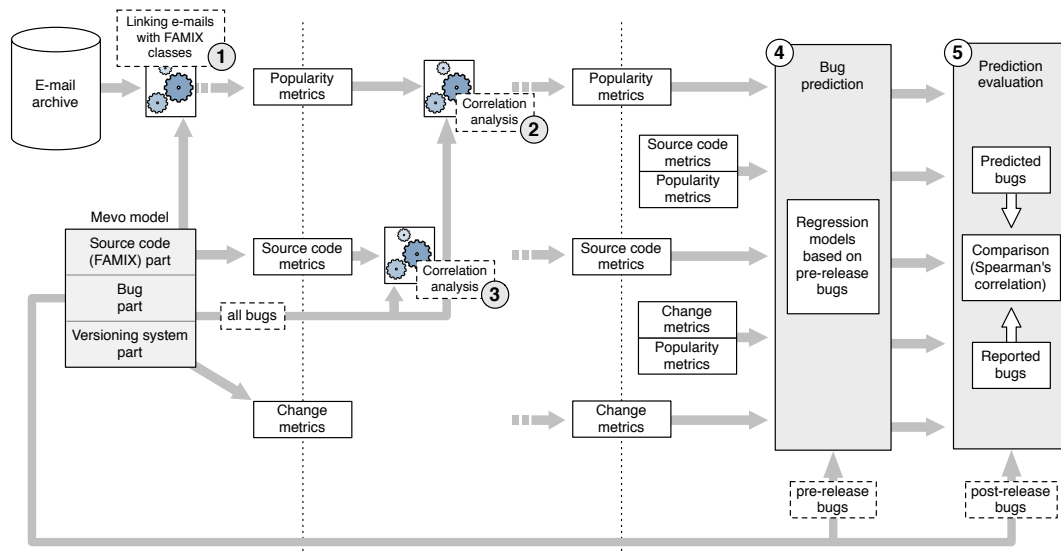 Linking e-mails
with FAMIX
classes
1
E-mail
archive
Popularity
metrics
Correlation
analysis
2
Popularity
metrics
4
Bug
prediction
5
Prediction
evaluation
Source code
metrics
Popularity
metrics
Predicted
bugs
Mevo model
Source code
(FAMIX) part
Bug
part
Versioning system
part
Source code
metrics
Correlation
analysis
3
Source code
metrics
Regression
models
based on
pre-release
bugs
Comparison
(Spearman's
correlation)
all bugs
Change
metrics
Popularity
metrics
Reported
bugs
Change
metrics
Change
metrics
pre-release
bugs
post-release
bugs